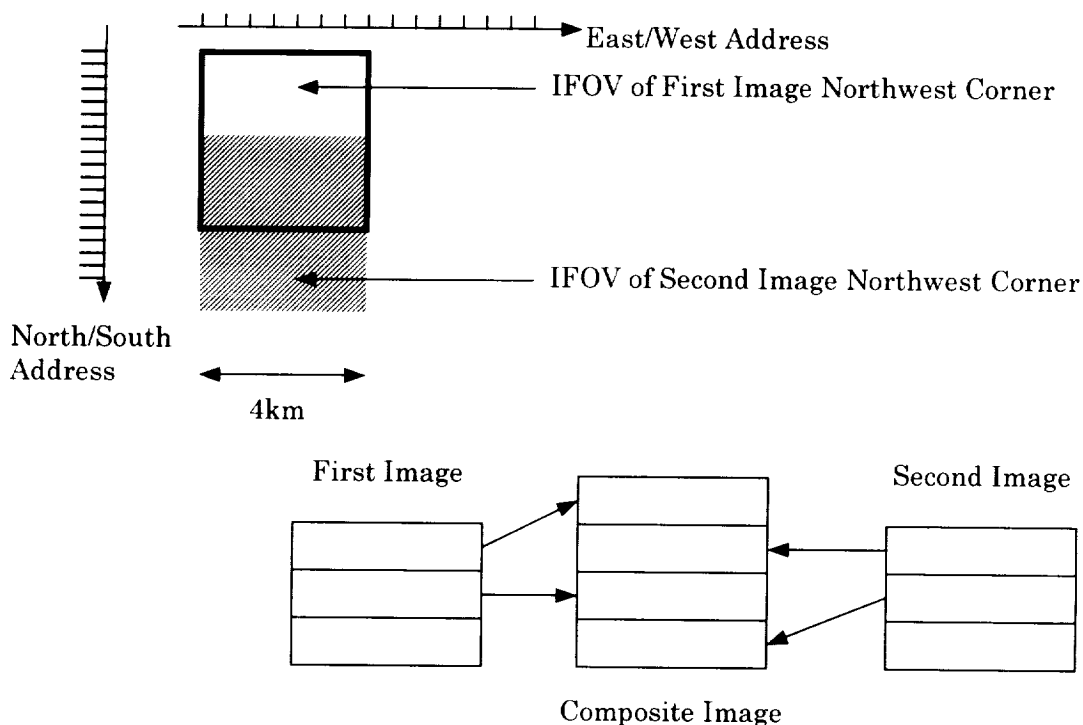 East/West Address
IFOV of First Image Northwest Corner
IFOV of Second Image Northwest Corner
North/South
Address
4km
First Image
Second Image
Composite Image